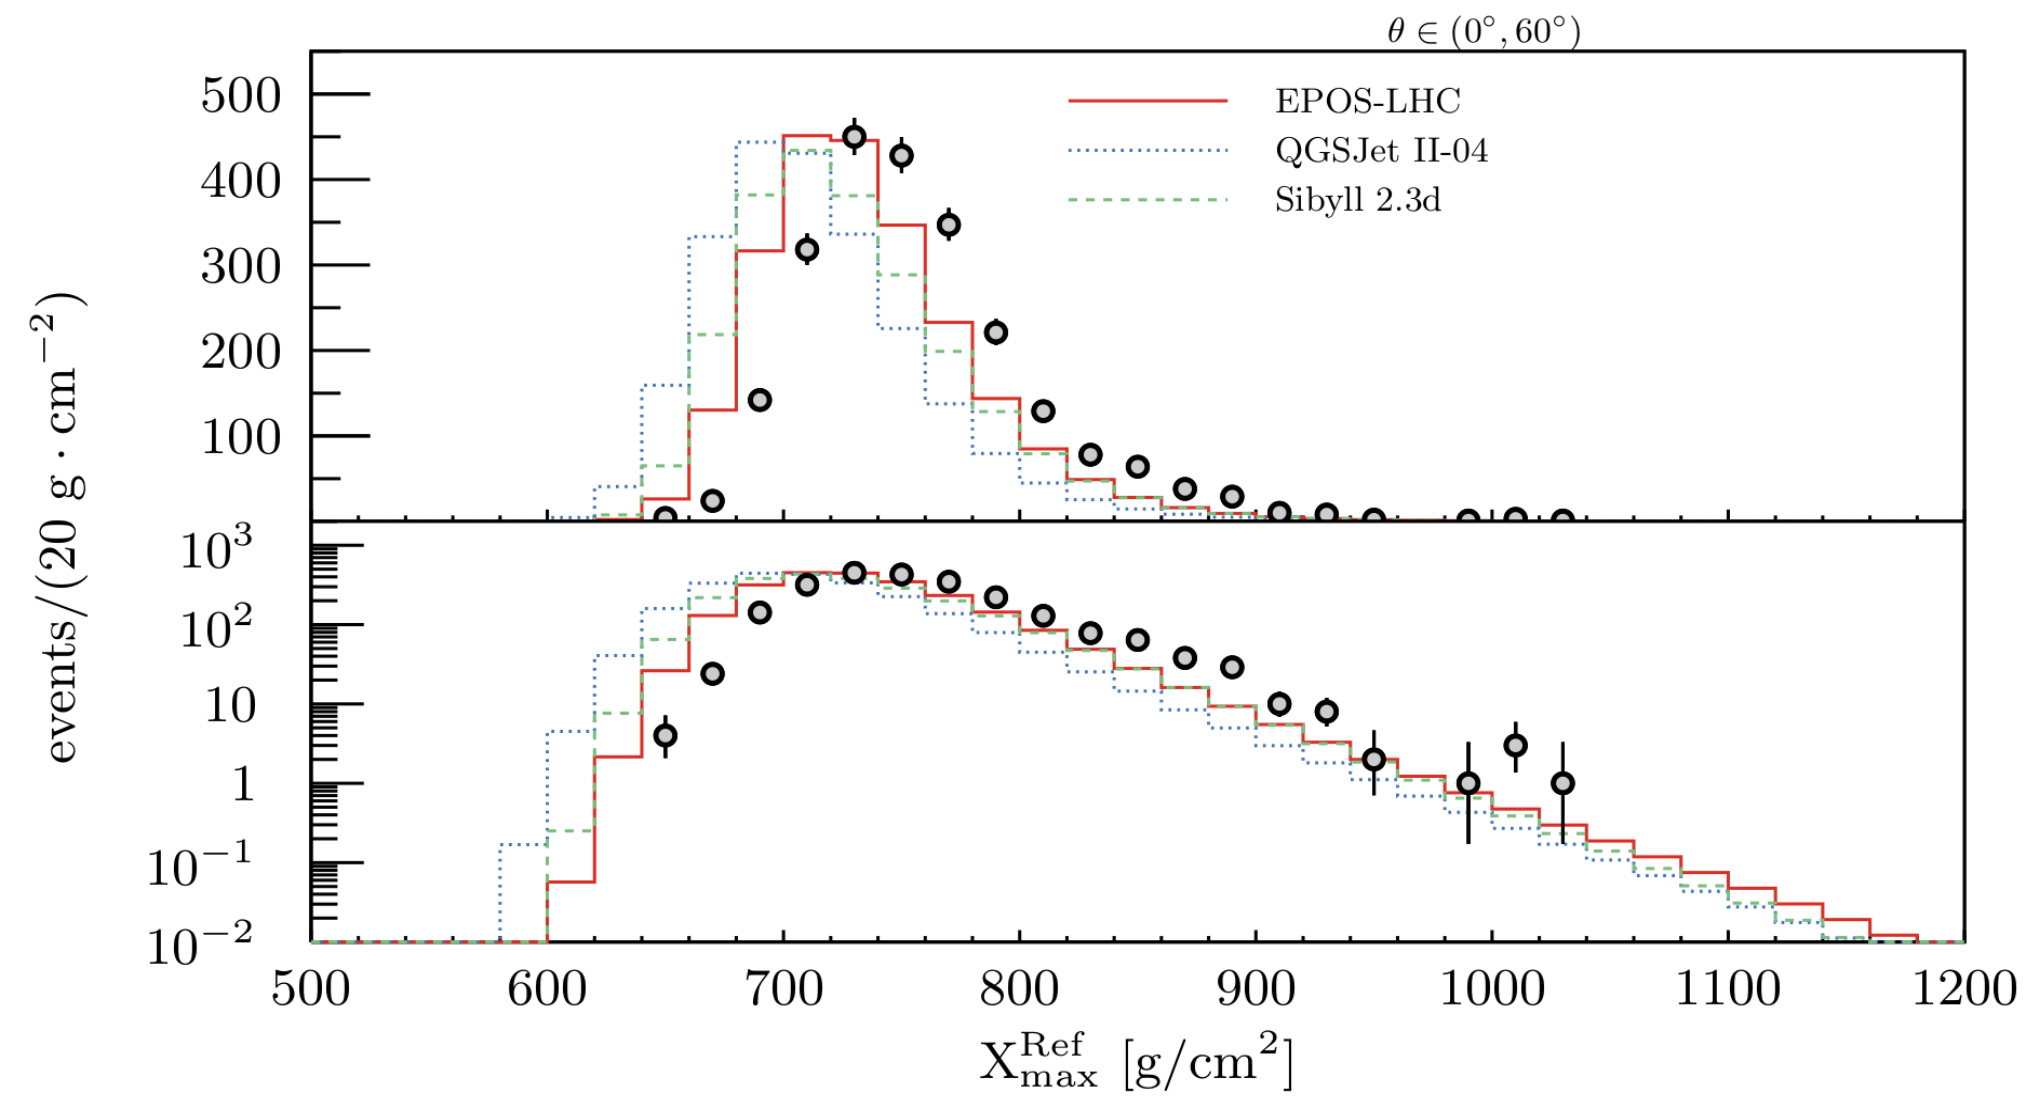 θ ∈ (0°, 60°)
500
400
300
200
100
EPOS-LHC
QGSJet II-04
Sibyll 2.3d
events/(20 g · cm⁻²)
10³
10²
10
1
10⁻¹
10⁻²
500 600 700 800 900 1000 1100 1200
X_max^Ref [g/cm²]